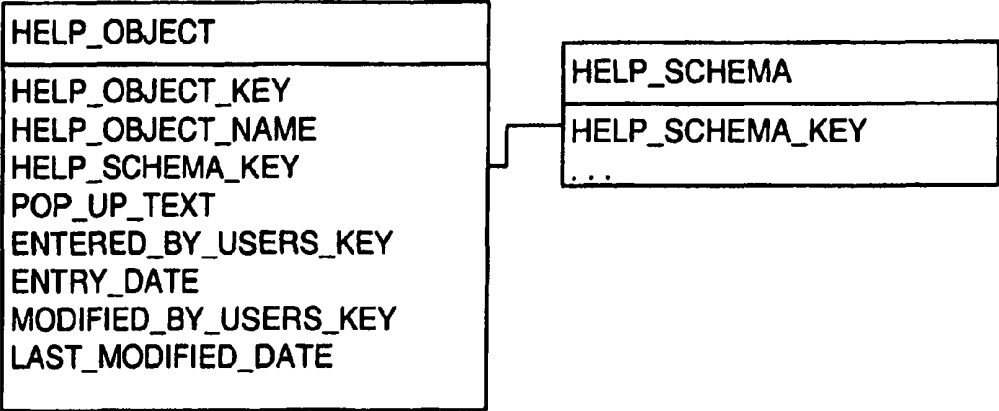 HELP_OBJECT
HELP_OBJECT_KEY
HELP_OBJECT_NAME
HELP_SCHEMA_KEY
POP_UP_TEXT
ENTERED_BY_USERS_KEY
ENTRY_DATE
MODIFIED_BY_USERS_KEY
LAST_MODIFIED_DATE
HELP_SCHEMA
HELP_SCHEMA_KEY
. . .